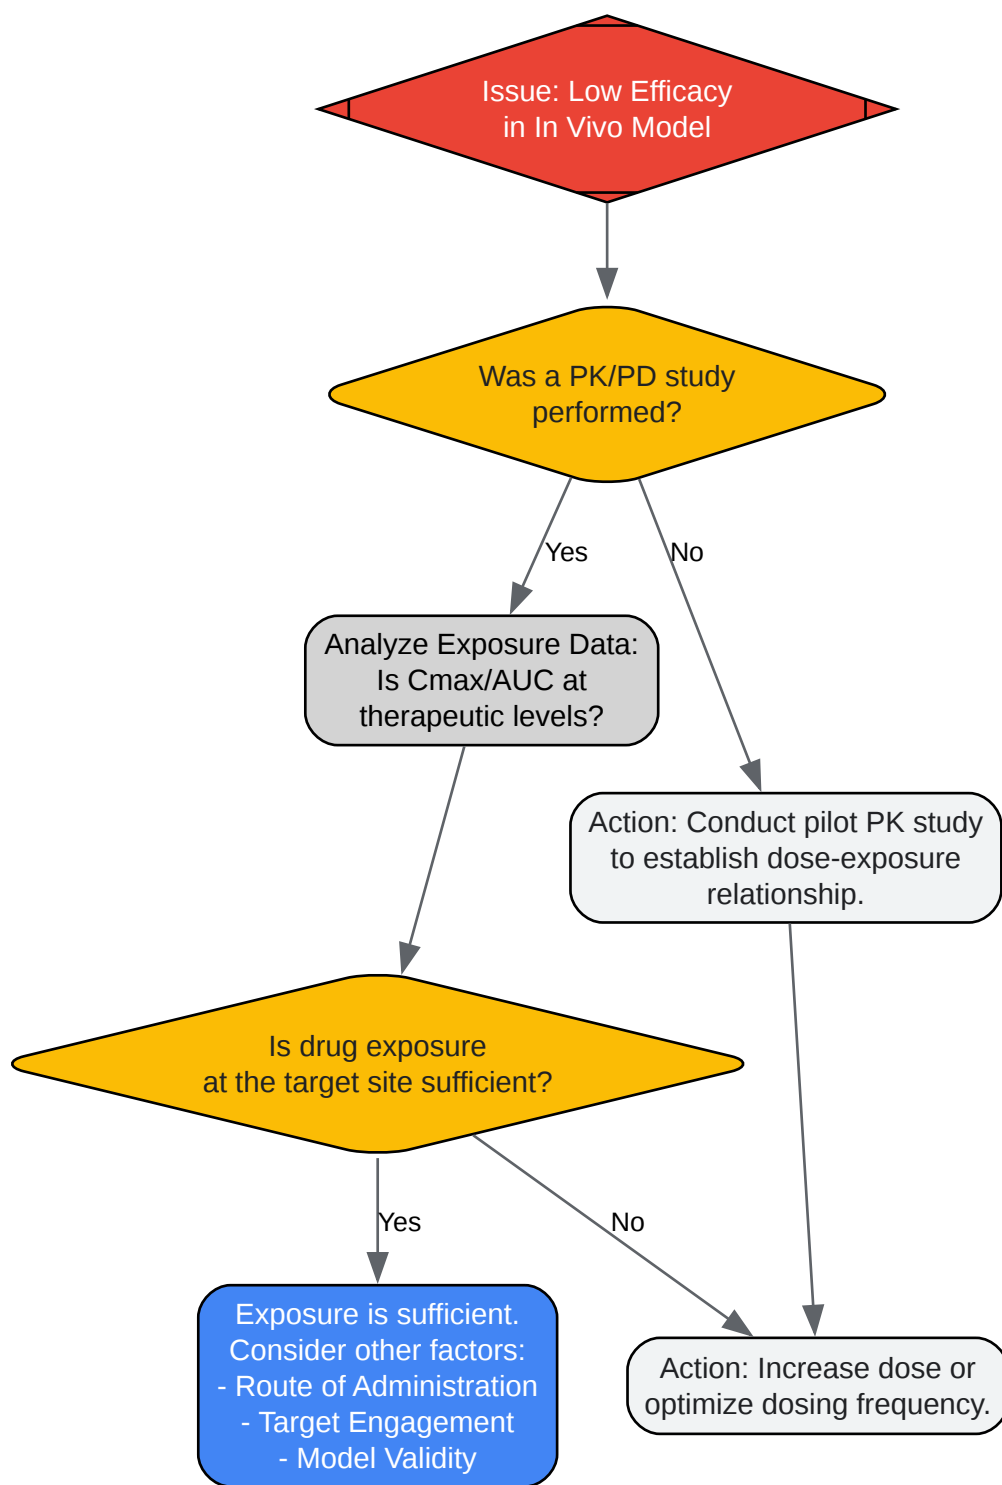 Issue: Low Efficacy
in In Vivo Model
Was a PK/PD study
performed?
Yes
No
Analyze Exposure Data:
Is Cmax/AUC at
therapeutic levels?
Action: Conduct pilot PK study
to establish dose-exposure
relationship.
Is drug exposure
at the target site sufficient?
Yes
No
Exposure is sufficient.
Consider other factors:
- Route of Administration
- Target Engagement
- Model Validity
Action: Increase dose or
optimize dosing frequency.